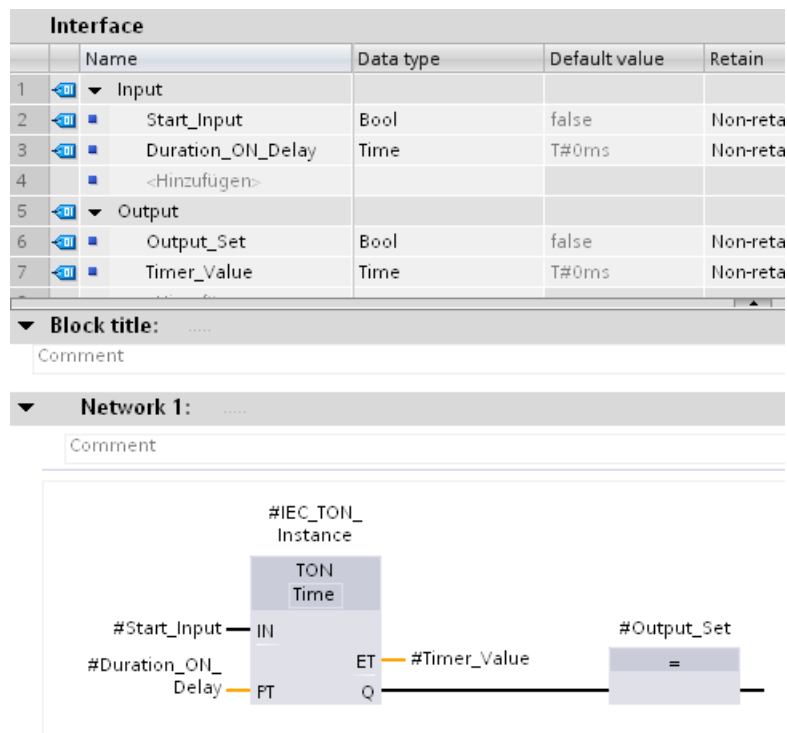 Interface
Name Data type Default value Retain
1 Input
2 Start_Input Bool false Non-reta
3 Duration_ON_Delay Time T#0ms Non-reta
4 <Hinzufügen>
5 Output
6 Output_Set Bool false Non-reta
7 Timer_Value Time T#0ms Non-reta
Block title: .....
Comment
Network 1: .....
Comment
#IEC_TON_
Instance
TON
Time
#Start_Input IN
#Output_Set
=
#Duration_ON_
Delay PT
ET #Timer_Value
Q